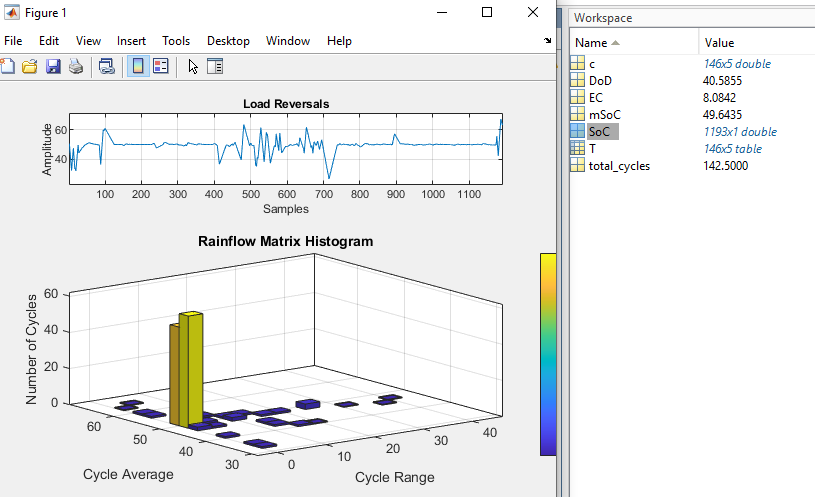 Figure 1
File Edit View Insert Tools Desktop Window Help
Load Reversals
60
40
Amplitude
100 200 300 400 500 600 700 800 900 1000 1100
Samples
Rainflow Matrix Histogram
60
40
20
0
Number of Cycles
60
50
40
30
Cycle Average
0
10
20
30
40
Cycle Range
Workspace
Name Value
c 146x5 double
DoD 40.5855
EC 8.0842
mSoC 49.6435
SoC 1193x1 double
T 146x5 table
total_cycles 142.5000